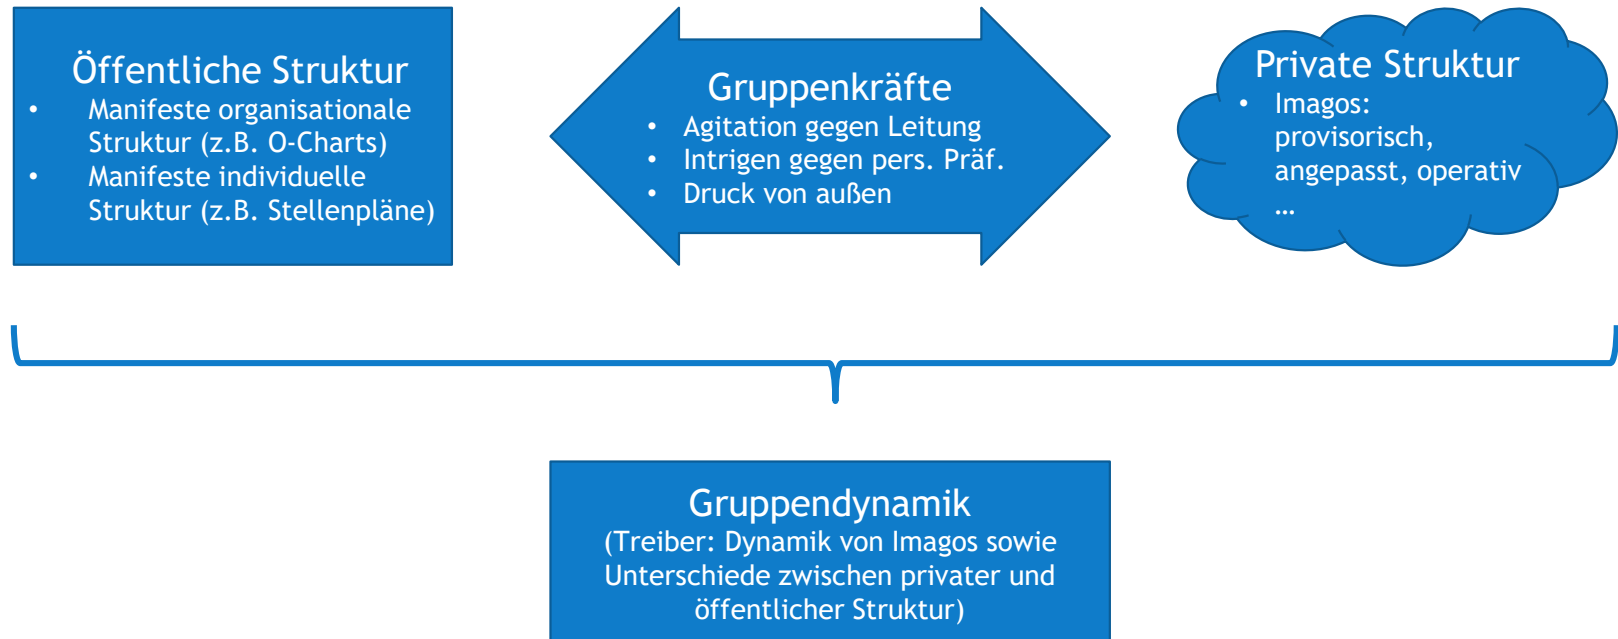 Öffentliche Struktur
• Manifeste organisationale
Struktur (z.B. O-Charts)
• Manifeste individuelle
Struktur (z.B. Stellenpläne)
Gruppenkräfte
• Agitation gegen Leitung
• Intrigen gegen pers. Präf.
• Druck von außen
Private Struktur
• Imagos:
provisorisch,
angepasst, operativ
…
Gruppendynamik
(Treiber: Dynamik von Imagos sowie
Unterschiede zwischen privater und
öffentlicher Struktur)